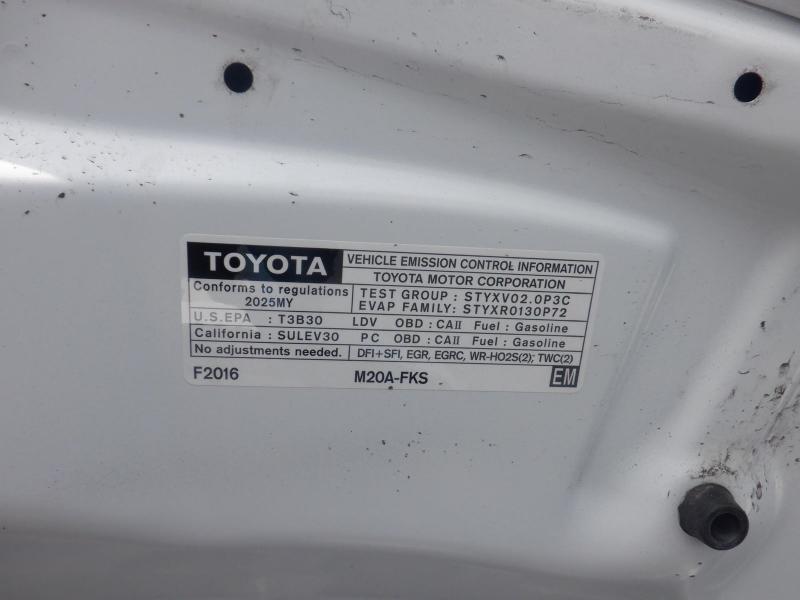 TOYOTA
VEHICLE EMISSION CONTROL INFORMATION
TOYOTA MOTOR CORPORATION
Conforms to regulations
2025MY
TEST GROUP : STYXV02.0P3C
EVAP FAMILY: STYXR0130P72
U.S.EPA : T3B30 LDV OBD : CAII Fuel : Gasoline
California : SULEV30 PC OBD : CAII Fuel : Gasoline
No adjustments needed. DFI+SFI, EGR, EGRC, WR-HO2S(2); TWC(2)
F2016 M20A-FKS EM